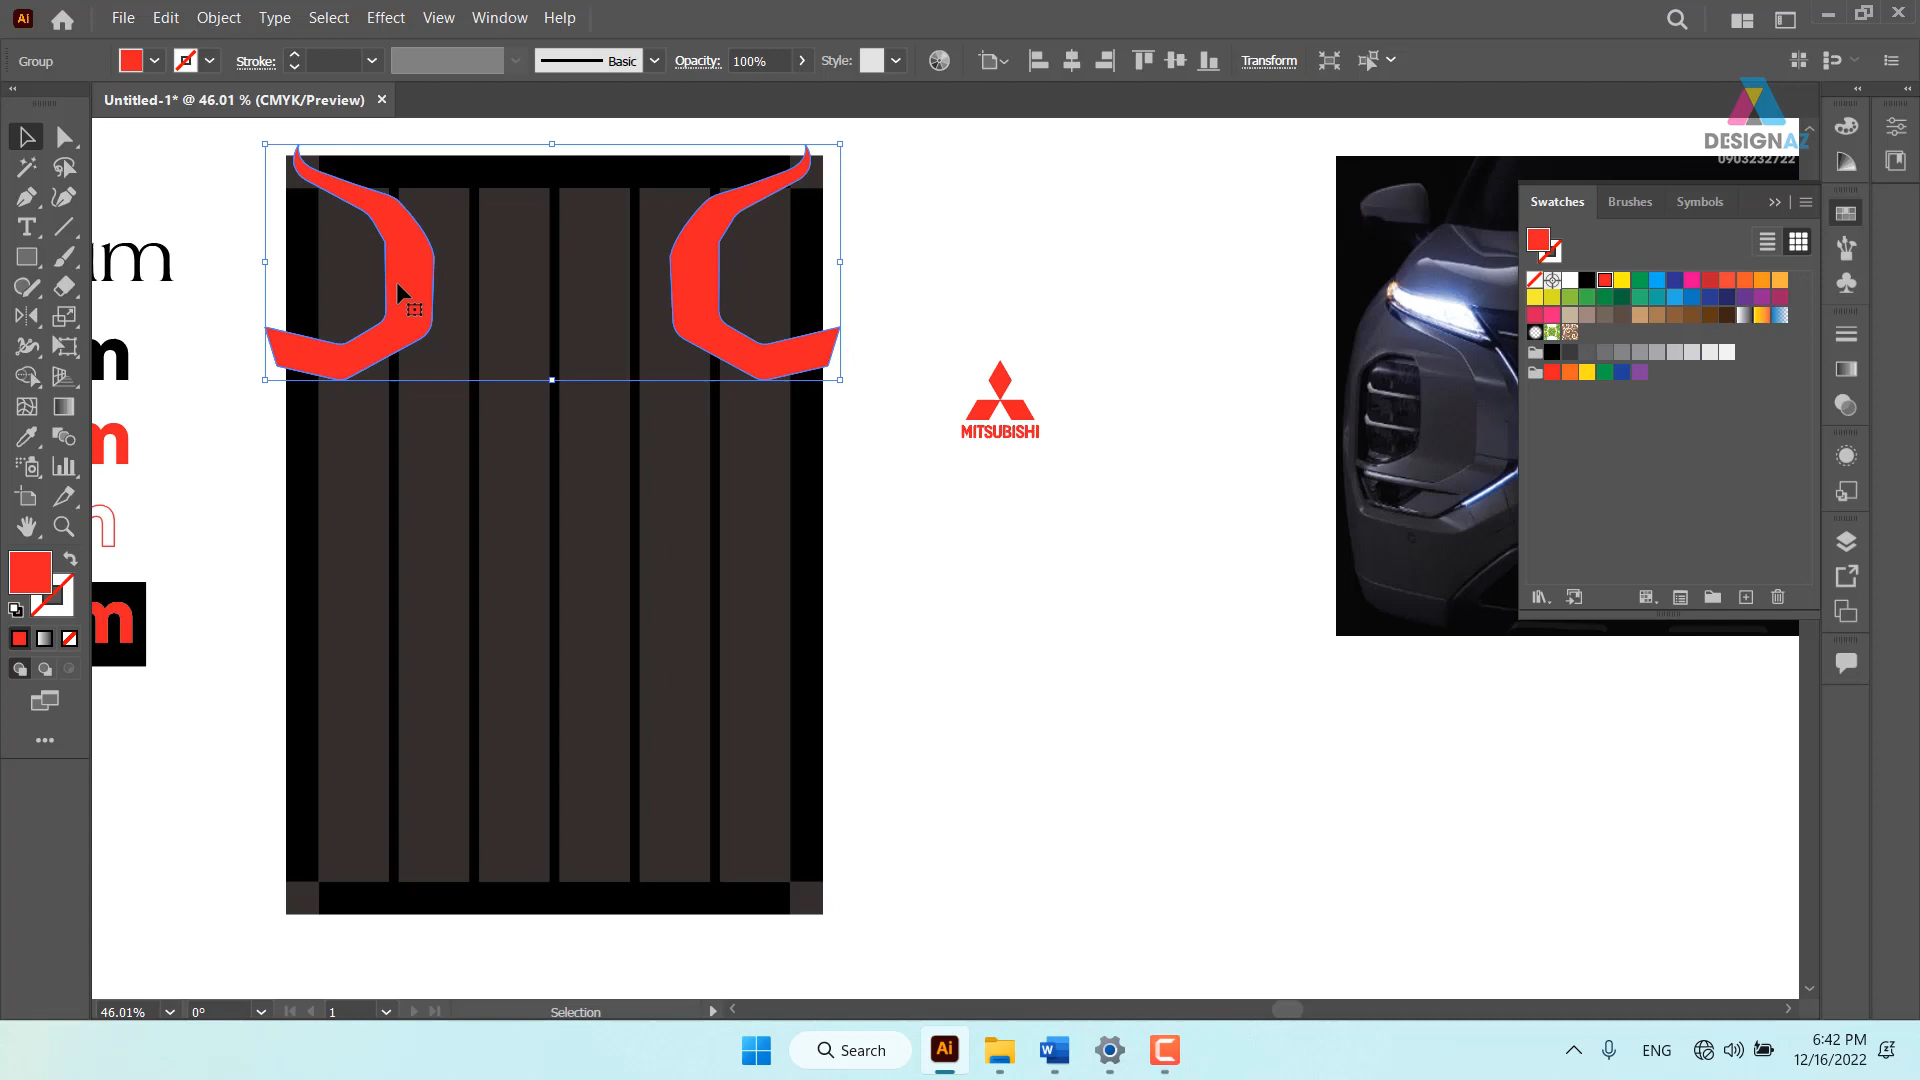 Ai
File Edit Object Type Select Effect View Window Help
Group Stroke: Basic Opacity: 100% Style: Transform
Untitled-1* @ 46.01 % (CMYK/Preview)
DESIGNAZ
0903232722
Swatches Brushes Symbols
um
m
m
m
MITSUBISHI
46.01% 0° 1 Selection
Search
Ai
W
C
ENG
6:42 PM
12/16/2022